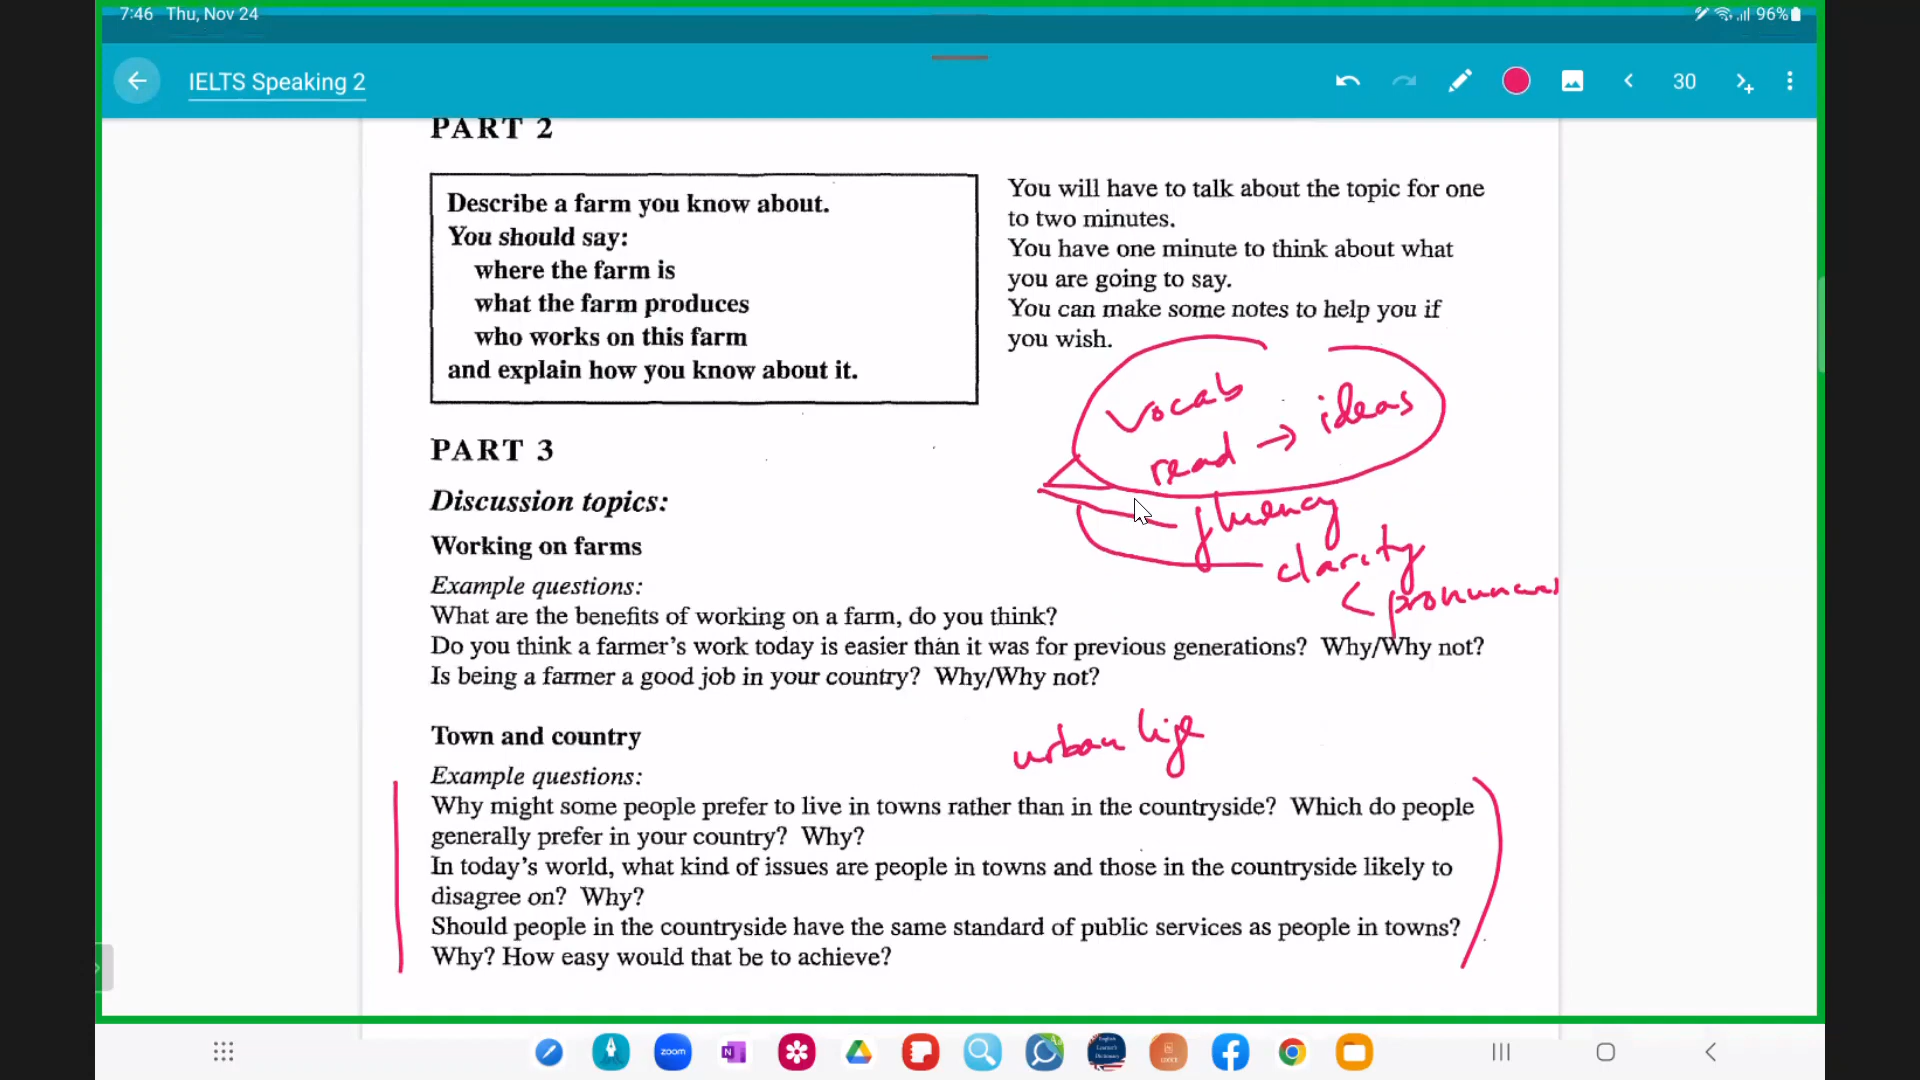 7:46 Thu, Nov 24
96%
IELTS Speaking 2
30
PART 2
Describe a farm you know about.
You should say:
where the farm is
what the farm produces
who works on this farm
and explain how you know about it.
You will have to talk about the topic for one
to two minutes.
You have one minute to think about what
you are going to say.
You can make some notes to help you if
you wish.
vocab
read → ideas
fluency
clarity
PART 3
Discussion topics:
Working on farms
Example questions:
What are the benefits of working on a farm, do you think?
Do you think a farmer's work today is easier than it was for previous generations? Why/Why not?
Is being a farmer a good job in your country? Why/Why not?
urban life
Town and country
Example questions:
Why might some people prefer to live in towns rather than in the countryside? Which do people
generally prefer in your country? Why?
In today's world, what kind of issues are people in towns and those in the countryside likely to
disagree on? Why?
Should people in the countryside have the same standard of public services as people in towns?
Why? How easy would that be to achieve?
zoom